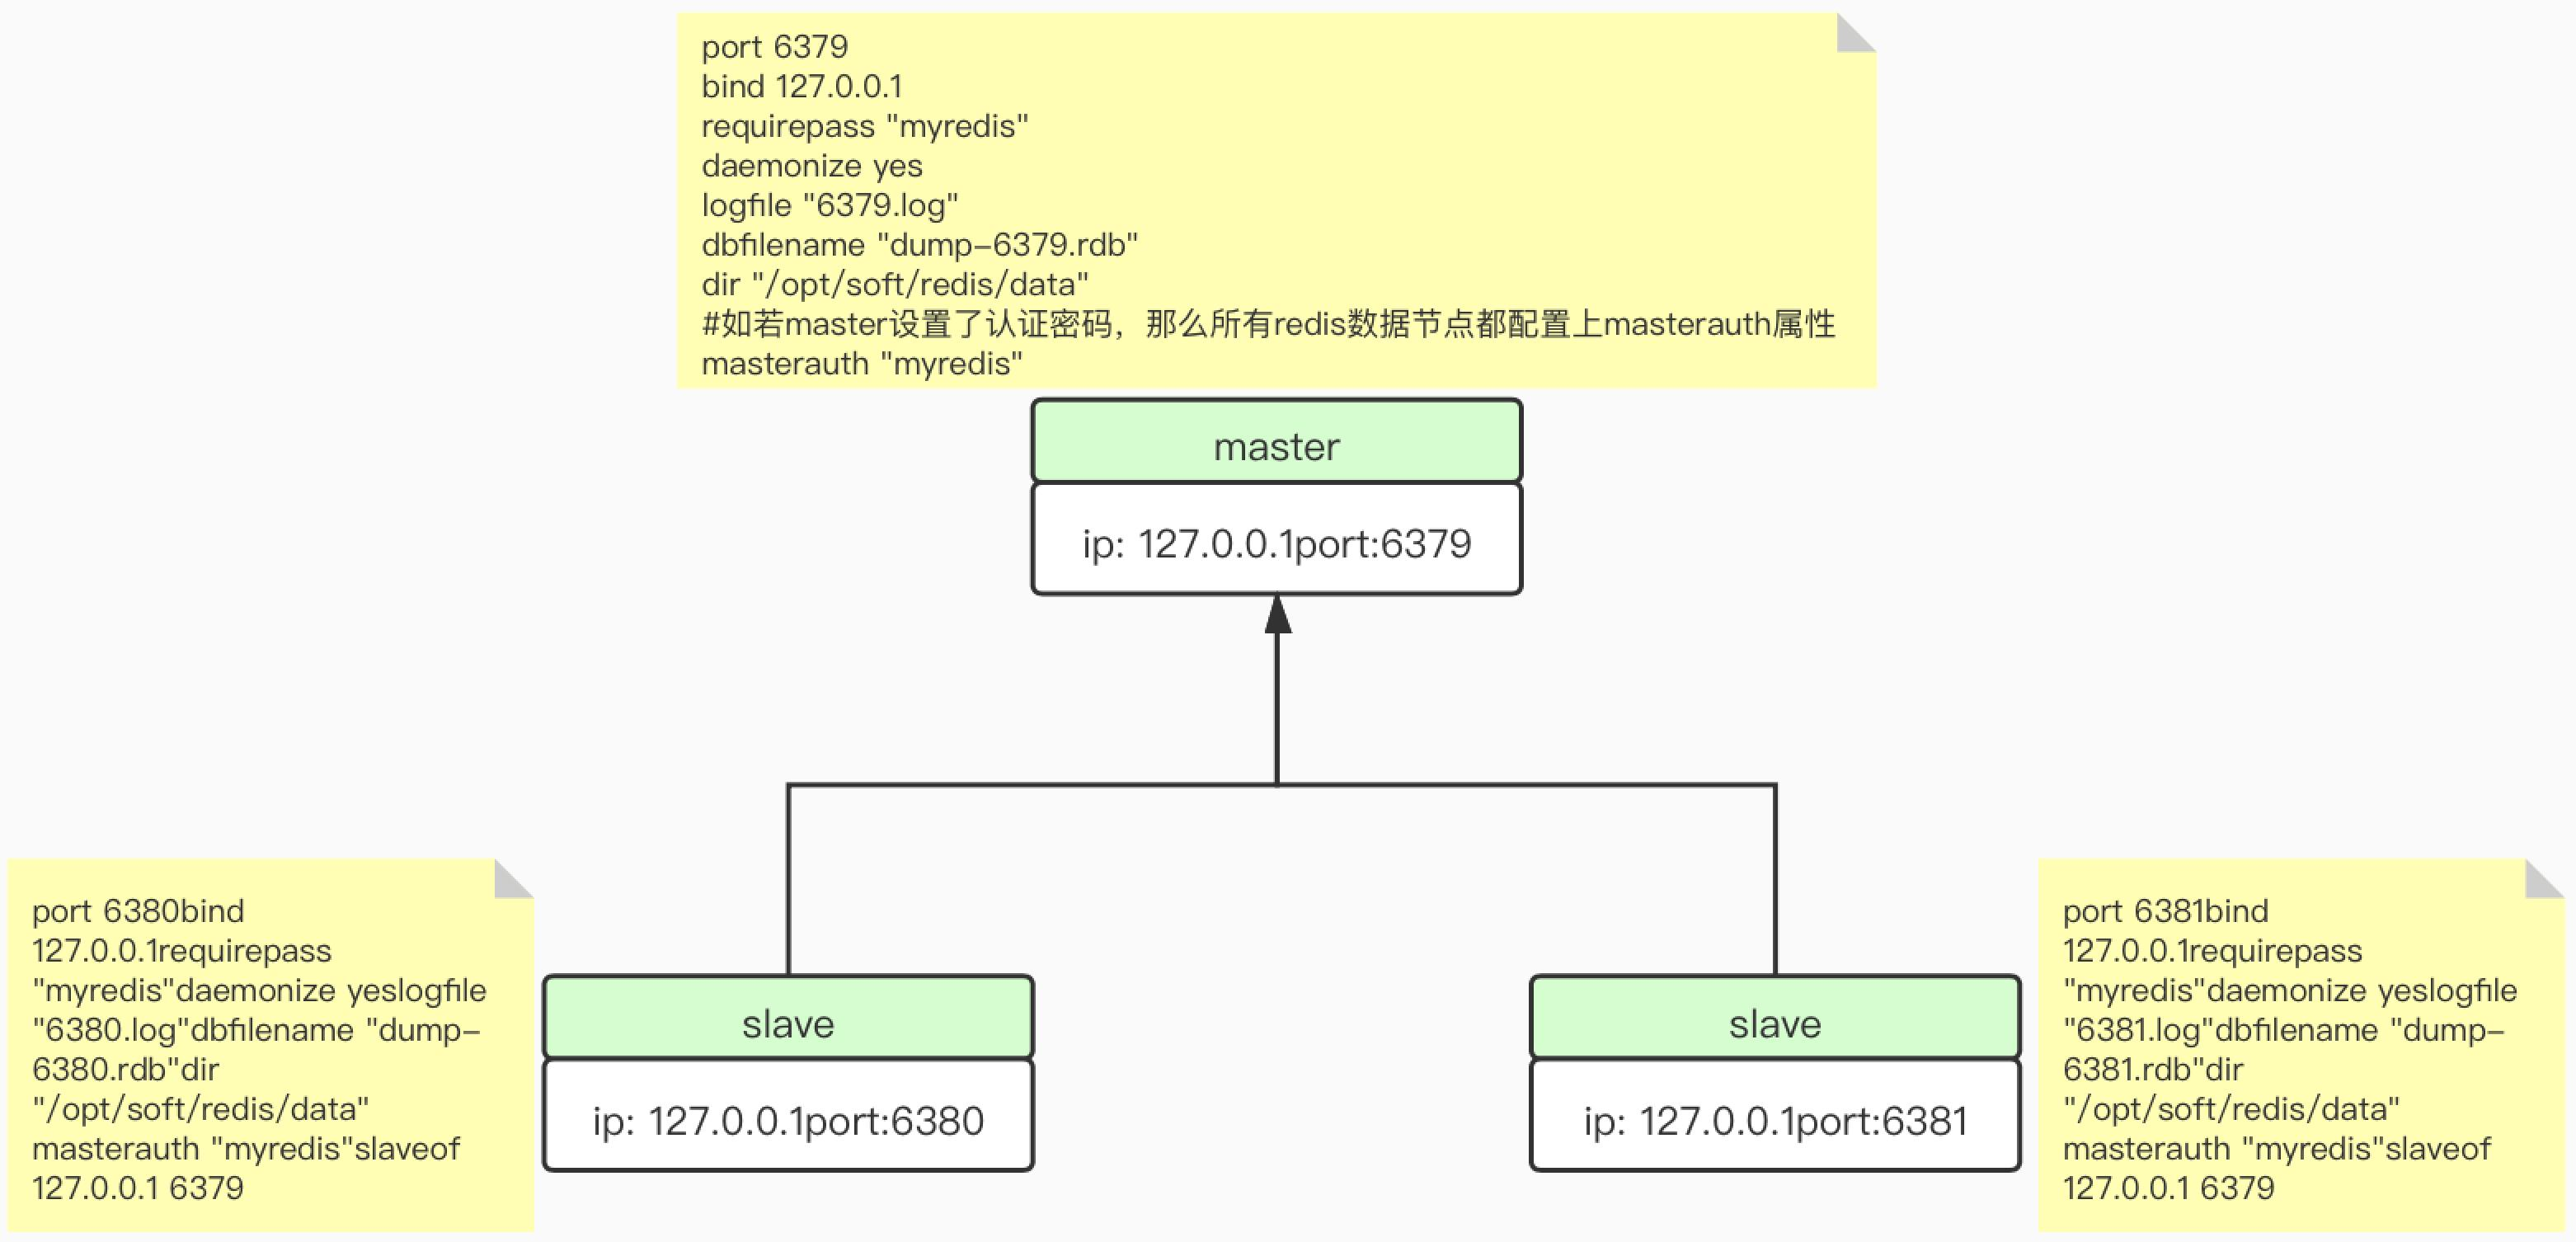 port 6379
bind 127.0.0.1
requirepass "myredis"
daemonize yes
logfile "6379.log"
dbfilename "dump-6379.rdb"
dir "/opt/soft/redis/data"
#如若master设置了认证密码，那么所有redis数据节点都配置上masterauth属性
masterauth "myredis"
master
ip: 127.0.0.1port:6379
port 6380bind
127.0.0.1requirepass
"myredis"daemonize yeslogfile
"6380.log"dbfilename "dump-
6380.rdb"dir
"/opt/soft/redis/data"
masterauth "myredis"slaveof
127.0.0.1 6379
slave
ip: 127.0.0.1port:6380
slave
ip: 127.0.0.1port:6381
port 6381bind
127.0.0.1requirepass
"myredis"daemonize yeslogfile
"6381.log"dbfilename "dump-
6381.rdb"dir
"/opt/soft/redis/data"
masterauth "myredis"slaveof
127.0.0.1 6379